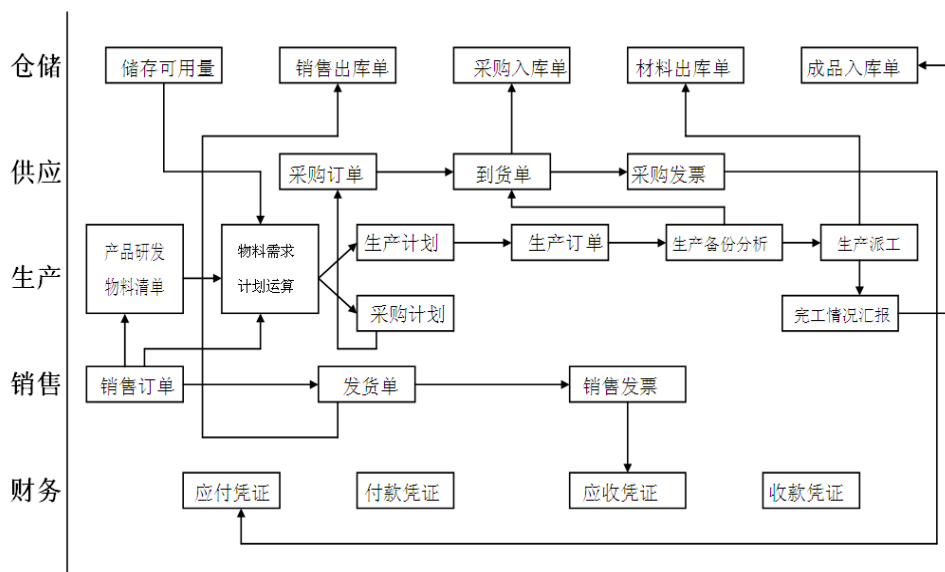 仓储
储存可用量
销售出库单
采购入库单
材料出库单
成品入库单
供应
采购订单
到货单
采购发票
生产
产品研发
物料清单
物料需求
计划运算
生产计划
生产订单
生产备份分析
生产派工
采购计划
完工情况汇报
销售
销售订单
发货单
销售发票
财务
应付凭证
付款凭证
应收凭证
收款凭证